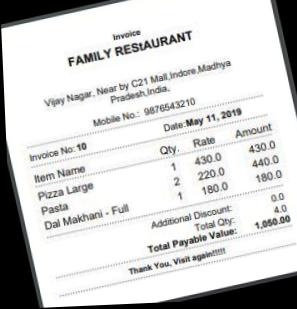 Invoice
FAMILY REStAURANT
Vijay Nagar, Near by C21 Mall,Indore,Madhya
Pradesh,India,
Mobile No.: 9876543210
Invoice No: 10 Date:May 11, 2019
Item Name Qty. Rate Amount
Pizza Large 1 430.0 430.0
Pasta 2 220.0 440.0
Dal Makhani - Full 1 180.0 180.0
Additional Discount: 0.0
Total Qty: 4.0
Total Payable Value: 1,050.00
Thank You, Visit again!!!!!